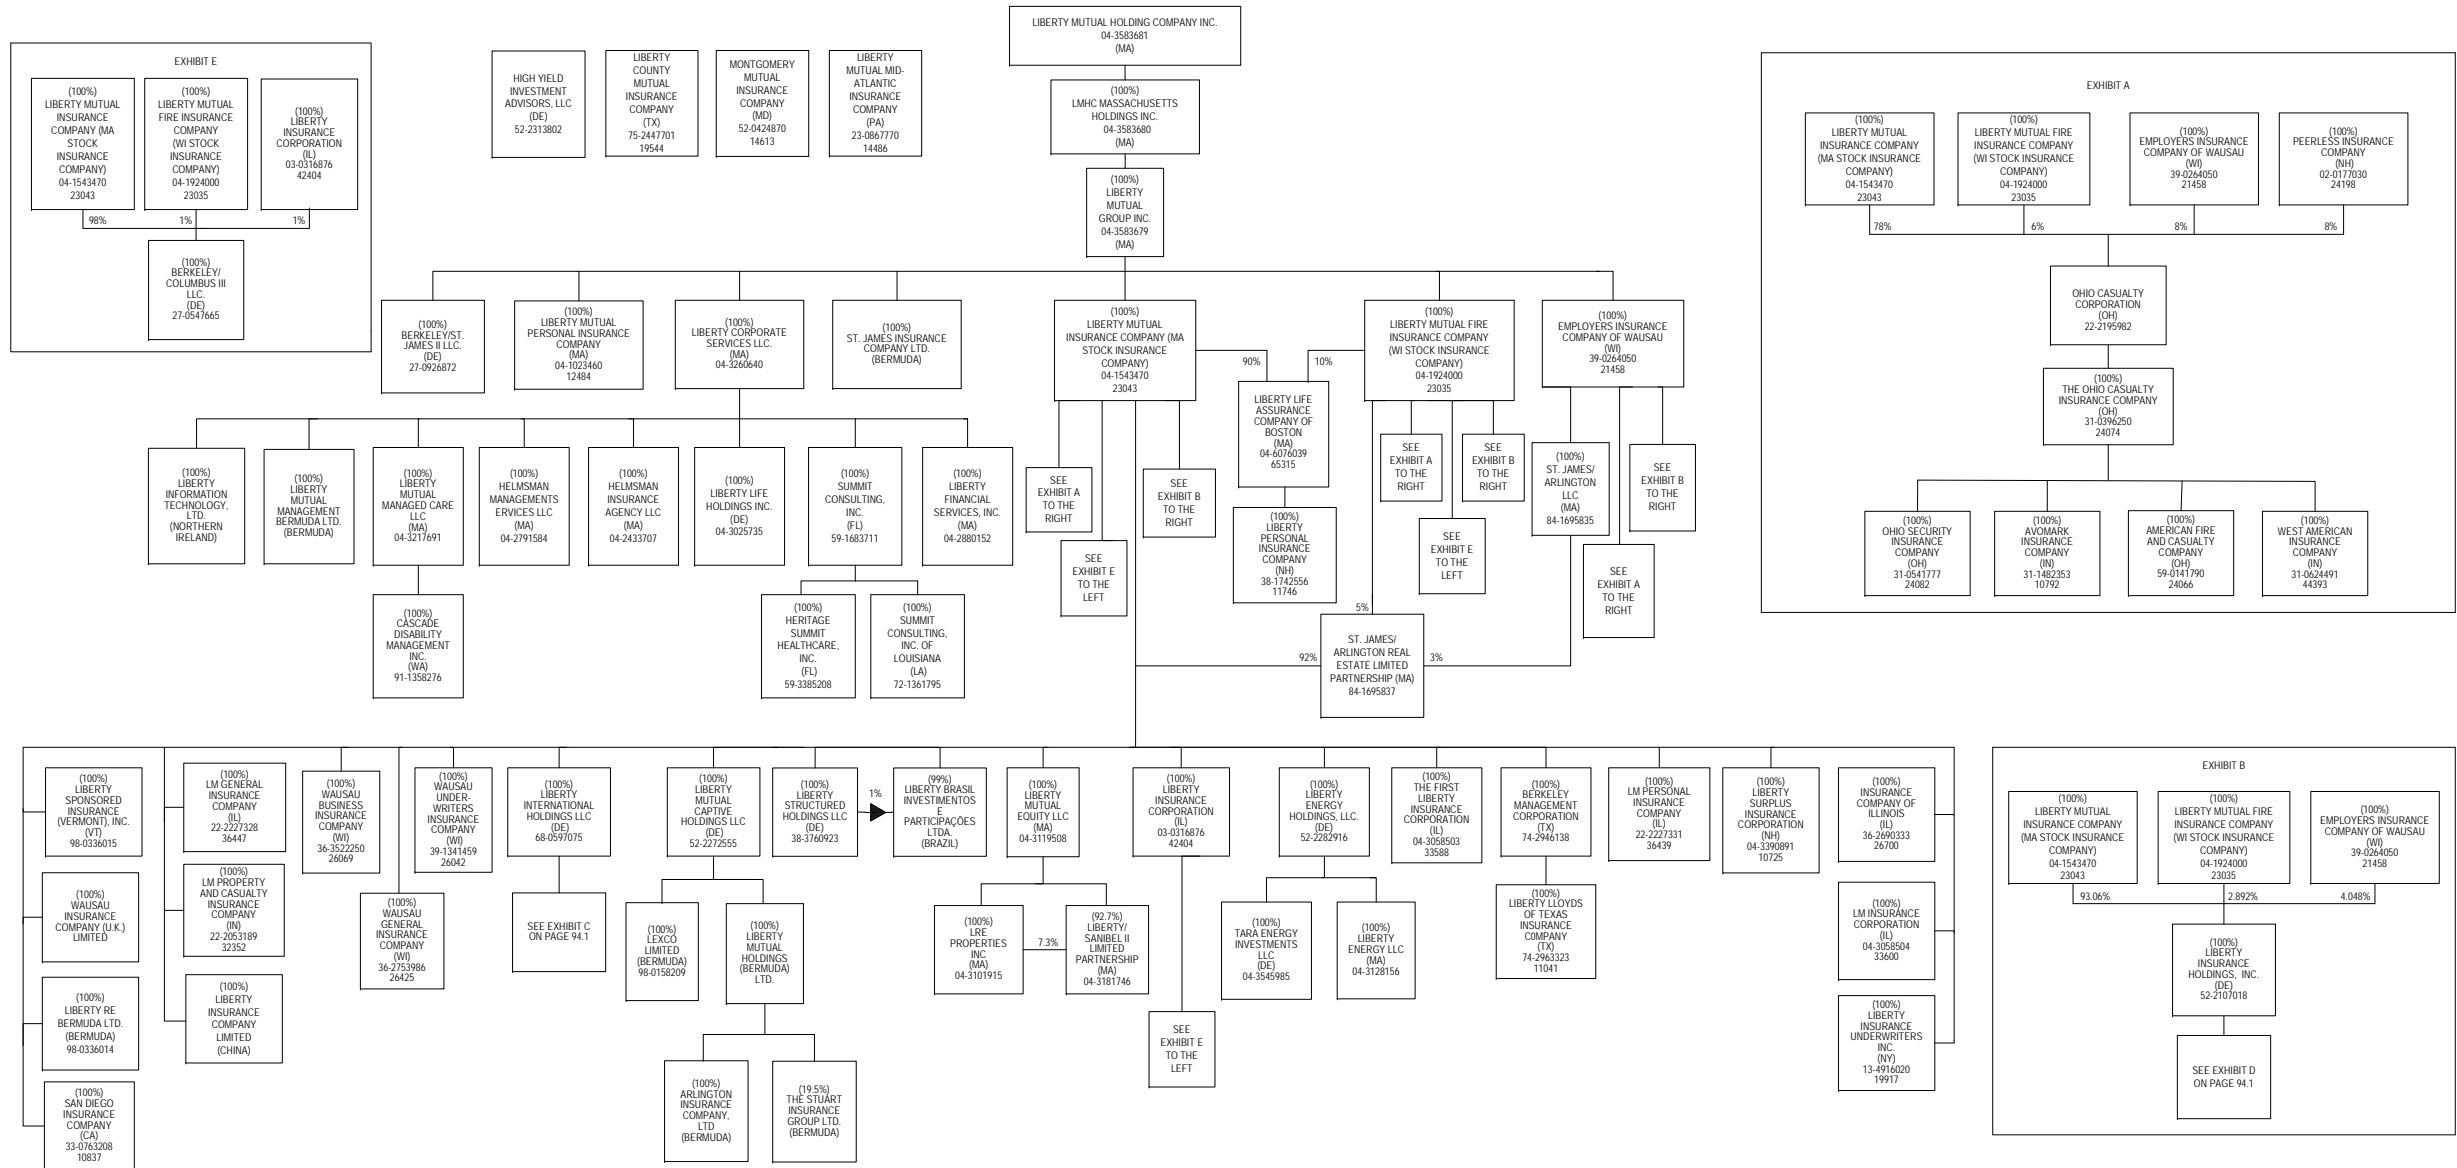 LIBERTY MUTUAL HOLDING COMPANY INC.
04-3583681
(MA)
EXHIBIT E
(100%)
LIBERTY MUTUAL
INSURANCE
COMPANY (MA
STOCK
INSURANCE
COMPANY)
04-1543470
23043
(100%)
LIBERTY MUTUAL
FIRE INSURANCE
COMPANY
(WI STOCK
INSURANCE
COMPANY)
04-1924000
23035
(100%)
LIBERTY
INSURANCE
CORPORATION
(IL)
03-0316876
42404
98%
1%
1%
(100%)
BERKELEY/
COLUMBUS III
LLC.
(DE)
27-0547665
HIGH YIELD
INVESTMENT
ADVISORS, LLC
(DE)
52-2313802
LIBERTY
COUNTY
MUTUAL
INSURANCE
COMPANY
(TX)
75-2447701
19544
MONTGOMERY
MUTUAL
INSURANCE
COMPANY
(MD)
52-0424870
14613
LIBERTY
MUTUAL MID-
ATLANTIC
INSURANCE
COMPANY
(PA)
23-0867770
14486
(100%)
LMHC MASSACHUSETTS
HOLDINGS INC.
04-3583680
(MA)
(100%)
LIBERTY
MUTUAL
GROUP INC.
04-3583679
(MA)
EXHIBIT A
(100%)
LIBERTY MUTUAL
INSURANCE COMPANY
(MA STOCK INSURANCE
COMPANY)
04-1543470
23043
(100%)
LIBERTY MUTUAL FIRE
INSURANCE COMPANY
(WI STOCK INSURANCE
COMPANY)
04-1924000
23035
(100%)
EMPLOYERS INSURANCE
COMPANY OF WAUSAU
(WI)
39-0264050
21458
(100%)
PEERLESS INSURANCE
COMPANY
(NH)
02-0177030
24198
78%
6%
8%
8%
OHIO CASUALTY
CORPORATION
(OH)
22-2195982
(100%)
THE OHIO CASUALTY
INSURANCE COMPANY
(OH)
31-0396250
24074
(100%)
OHIO SECURITY
INSURANCE
COMPANY
(OH)
31-0541777
24082
(100%)
AVOMARK
INSURANCE
COMPANY
(IN)
31-1482353
10792
(100%)
AMERICAN FIRE
AND CASUALTY
COMPANY
(OH)
59-0141790
24066
(100%)
WEST AMERICAN
INSURANCE
COMPANY
(IN)
31-0624491
44393
(100%)
BERKELEY/ST.
JAMES II LLC.
(DE)
27-0926872
(100%)
LIBERTY MUTUAL
PERSONAL INSURANCE
COMPANY
(MA)
04-1023460
12484
(100%)
LIBERTY CORPORATE
SERVICES LLC.
(MA)
04-3260640
(100%)
ST. JAMES INSURANCE
COMPANY LTD.
(BERMUDA)
(100%)
LIBERTY MUTUAL
INSURANCE COMPANY (MA
STOCK INSURANCE
COMPANY)
04-1543470
23043
90%
10%
(100%)
LIBERTY MUTUAL FIRE
INSURANCE COMPANY
(WI STOCK INSURANCE
COMPANY)
04-1924000
23035
(100%)
EMPLOYERS INSURANCE
COMPANY OF WAUSAU
(WI)
39-0264050
21458
LIBERTY LIFE
ASSURANCE
COMPANY OF
BOSTON
(MA)
04-6076039
65315
(100%)
LIBERTY
INFORMATION
TECHNOLOGY,
LTD.
(NORTHERN
IRELAND)
(100%)
LIBERTY
MUTUAL
MANAGEMENT
BERMUDA LTD.
(BERMUDA)
(100%)
LIBERTY
MUTUAL
MANAGED CARE
LLC
(MA)
04-3217691
(100%)
HELMSMAN
MANAGEMENTS
ERVICES LLC
(MA)
04-2791584
(100%)
HELMSMAN
INSURANCE
AGENCY LLC
(MA)
04-2433707
(100%)
LIBERTY LIFE
HOLDINGS INC.
(DE)
04-3025735
(100%)
SUMMIT
CONSULTING,
INC.
(FL)
59-1683711
(100%)
LIBERTY
FINANCIAL
SERVICES, INC.
(MA)
04-2880152
SEE
EXHIBIT A
TO THE
RIGHT
SEE
EXHIBIT E
TO THE
LEFT
SEE
EXHIBIT B
TO THE
RIGHT
(100%)
LIBERTY
PERSONAL
INSURANCE
COMPANY
(NH)
38-1742556
11746
SEE
EXHIBIT A
TO THE
RIGHT
SEE
EXHIBIT E
TO THE
LEFT
SEE
EXHIBIT B
TO THE
RIGHT
(100%)
ST. JAMES/
ARLINGTON
LLC
(MA)
84-1695835
SEE
EXHIBIT A
TO THE
RIGHT
SEE
EXHIBIT B
TO THE
RIGHT
(100%)
CASCADE
DISABILITY
MANAGEMENT
INC.
(WA)
91-1358276
(100%)
HERITAGE
SUMMIT
HEALTHCARE,
INC.
(FL)
59-3385208
(100%)
SUMMIT
CONSULTING,
INC. OF
LOUISIANA
(LA)
72-1361795
5%
92%
3%
ST. JAMES/
ARLINGTON REAL
ESTATE LIMITED
PARTNERSHIP (MA)
84-1695837
(100%)
LIBERTY
SPONSORED
INSURANCE
(VERMONT), INC.
(VT)
98-0336015
(100%)
WAUSAU
INSURANCE
COMPANY (U.K.)
LIMITED
(100%)
LIBERTY RE
BERMUDA LTD.
(BERMUDA)
98-0336014
(100%)
SAN DIEGO
INSURANCE
COMPANY
(CA)
33-0763208
10837
(100%)
LM GENERAL
INSURANCE
COMPANY
(IL)
22-2227328
36447
(100%)
LM PROPERTY
AND CASUALTY
INSURANCE
COMPANY
(IN)
22-2053189
32352
(100%)
LIBERTY
INSURANCE
COMPANY
LIMITED
(CHINA)
(100%)
WAUSAU
BUSINESS
INSURANCE
COMPANY
(WI)
36-3522250
26069
(100%)
WAUSAU
GENERAL
INSURANCE
COMPANY
(WI)
36-2753986
26425
(100%)
WAUSAU
UNDER-
WRITERS
INSURANCE
COMPANY
(WI)
39-1341459
26042
(100%)
LIBERTY
INTERNATIONAL
HOLDINGS LLC
(DE)
68-0597075
SEE EXHIBIT C
ON PAGE 94.1
(100%)
LIBERTY
MUTUAL
CAPTIVE
HOLDINGS LLC
(DE)
52-2272555
(100%)
LEXCO
LIMITED
(BERMUDA)
98-0158209
(100%)
LIBERTY
MUTUAL
HOLDINGS
(BERMUDA)
LTD.
(100%)
ARLINGTON
INSURANCE
COMPANY,
LTD
(BERMUDA)
(19.5%)
THE STUART
INSURANCE
GROUP LTD.
(BERMUDA)
(100%)
LIBERTY
STRUCTURED
HOLDINGS LLC
(DE)
38-3760923
1%
(99%)
LIBERTY BRASIL
INVESTIMENTOS
E
PARTICIPAÇÕES
LTDA.
(BRAZIL)
(100%)
LIBERTY
MUTUAL
EQUITY LLC
(MA)
04-3119508
(100%)
LRE
PROPERTIES
INC
(MA)
04-3101915
7.3%
(92.7%)
LIBERTY/
SANIBEL II
LIMITED
PARTNERSHIP
(MA)
04-3181746
(100%)
LIBERTY
INSURANCE
CORPORATION
(IL)
03-0316876
42404
SEE
EXHIBIT E
TO THE
LEFT
(100%)
LIBERTY
ENERGY
HOLDINGS, LLC.
(DE)
52-2282916
(100%)
TARA ENERGY
INVESTMENTS
LLC
(DE)
04-3545985
(100%)
LIBERTY
ENERGY LLC
(MA)
04-3128156
(100%)
THE FIRST
LIBERTY
INSURANCE
CORPORATION
(IL)
04-3058503
33588
(100%)
BERKELEY
MANAGEMENT
CORPORATION
(TX)
74-2946138
(100%)
LIBERTY LLOYDS
OF TEXAS
INSURANCE
C0MPANY
(TX)
74-2963323
11041
(100%)
LM PERSONAL
INSURANCE
COMPANY
(IL)
22-2227331
36439
(100%)
LIBERTY
SURPLUS
INSURANCE
CORPORATION
(NH)
04-3390891
10725
(100%)
INSURANCE
COMPANY OF
ILLINOIS
(IL)
36-2690333
26700
(100%)
LM INSURANCE
CORPORATION
(IL)
04-3058504
33600
(100%)
LIBERTY
INSURANCE
UNDERWRITERS
INC.
(NY)
13-4916020
19917
EXHIBIT B
(100%)
LIBERTY MUTUAL
INSURANCE COMPANY
(MA STOCK INSURANCE
COMPANY)
04-1543470
23043
(100%)
LIBERTY MUTUAL FIRE
INSURANCE COMPANY
(WI STOCK INSURANCE
COMPANY)
04-1924000
23035
(100%)
EMPLOYERS INSURANCE
COMPANY OF WAUSAU
(WI)
39-0264050
21458
93.06%
2.892%
4.048%
(100%)
LIBERTY
INSURANCE
HOLDINGS, INC.
(DE)
52-2107018
SEE EXHIBIT D
ON PAGE 94.1